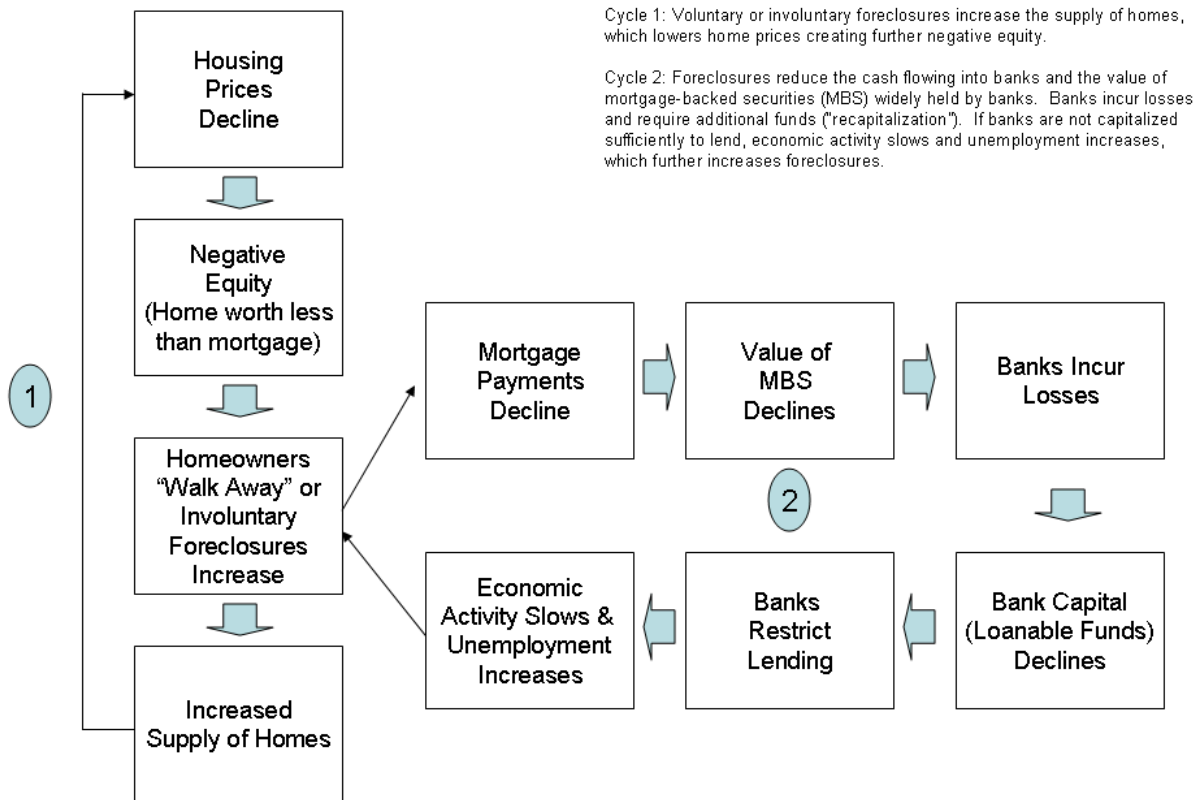 Cycle 1: Voluntary or involuntary foreclosures increase the supply of homes,
which lowers home prices creating further negative equity.
Cycle 2: Foreclosures reduce the cash flowing into banks and the value of
mortgage-backed securities (MBS) widely held by banks.  Banks incur losses
and require additional funds ("recapitalization").  If banks are not capitalized
sufficiently to lend, economic activity slows and unemployment increases,
which further increases foreclosures.
Housing
Prices
Decline
Negative
Equity
(Home worth less
than mortgage)
1
Homeowners
“Walk Away” or
Involuntary
Foreclosures
Increase
Increased
Supply of Homes
Mortgage
Payments
Decline
Value of
MBS
Declines
Banks Incur
Losses
2
Bank Capital
(Loanable Funds)
Declines
Banks
Restrict
Lending
Economic
Activity Slows &
Unemployment
Increases